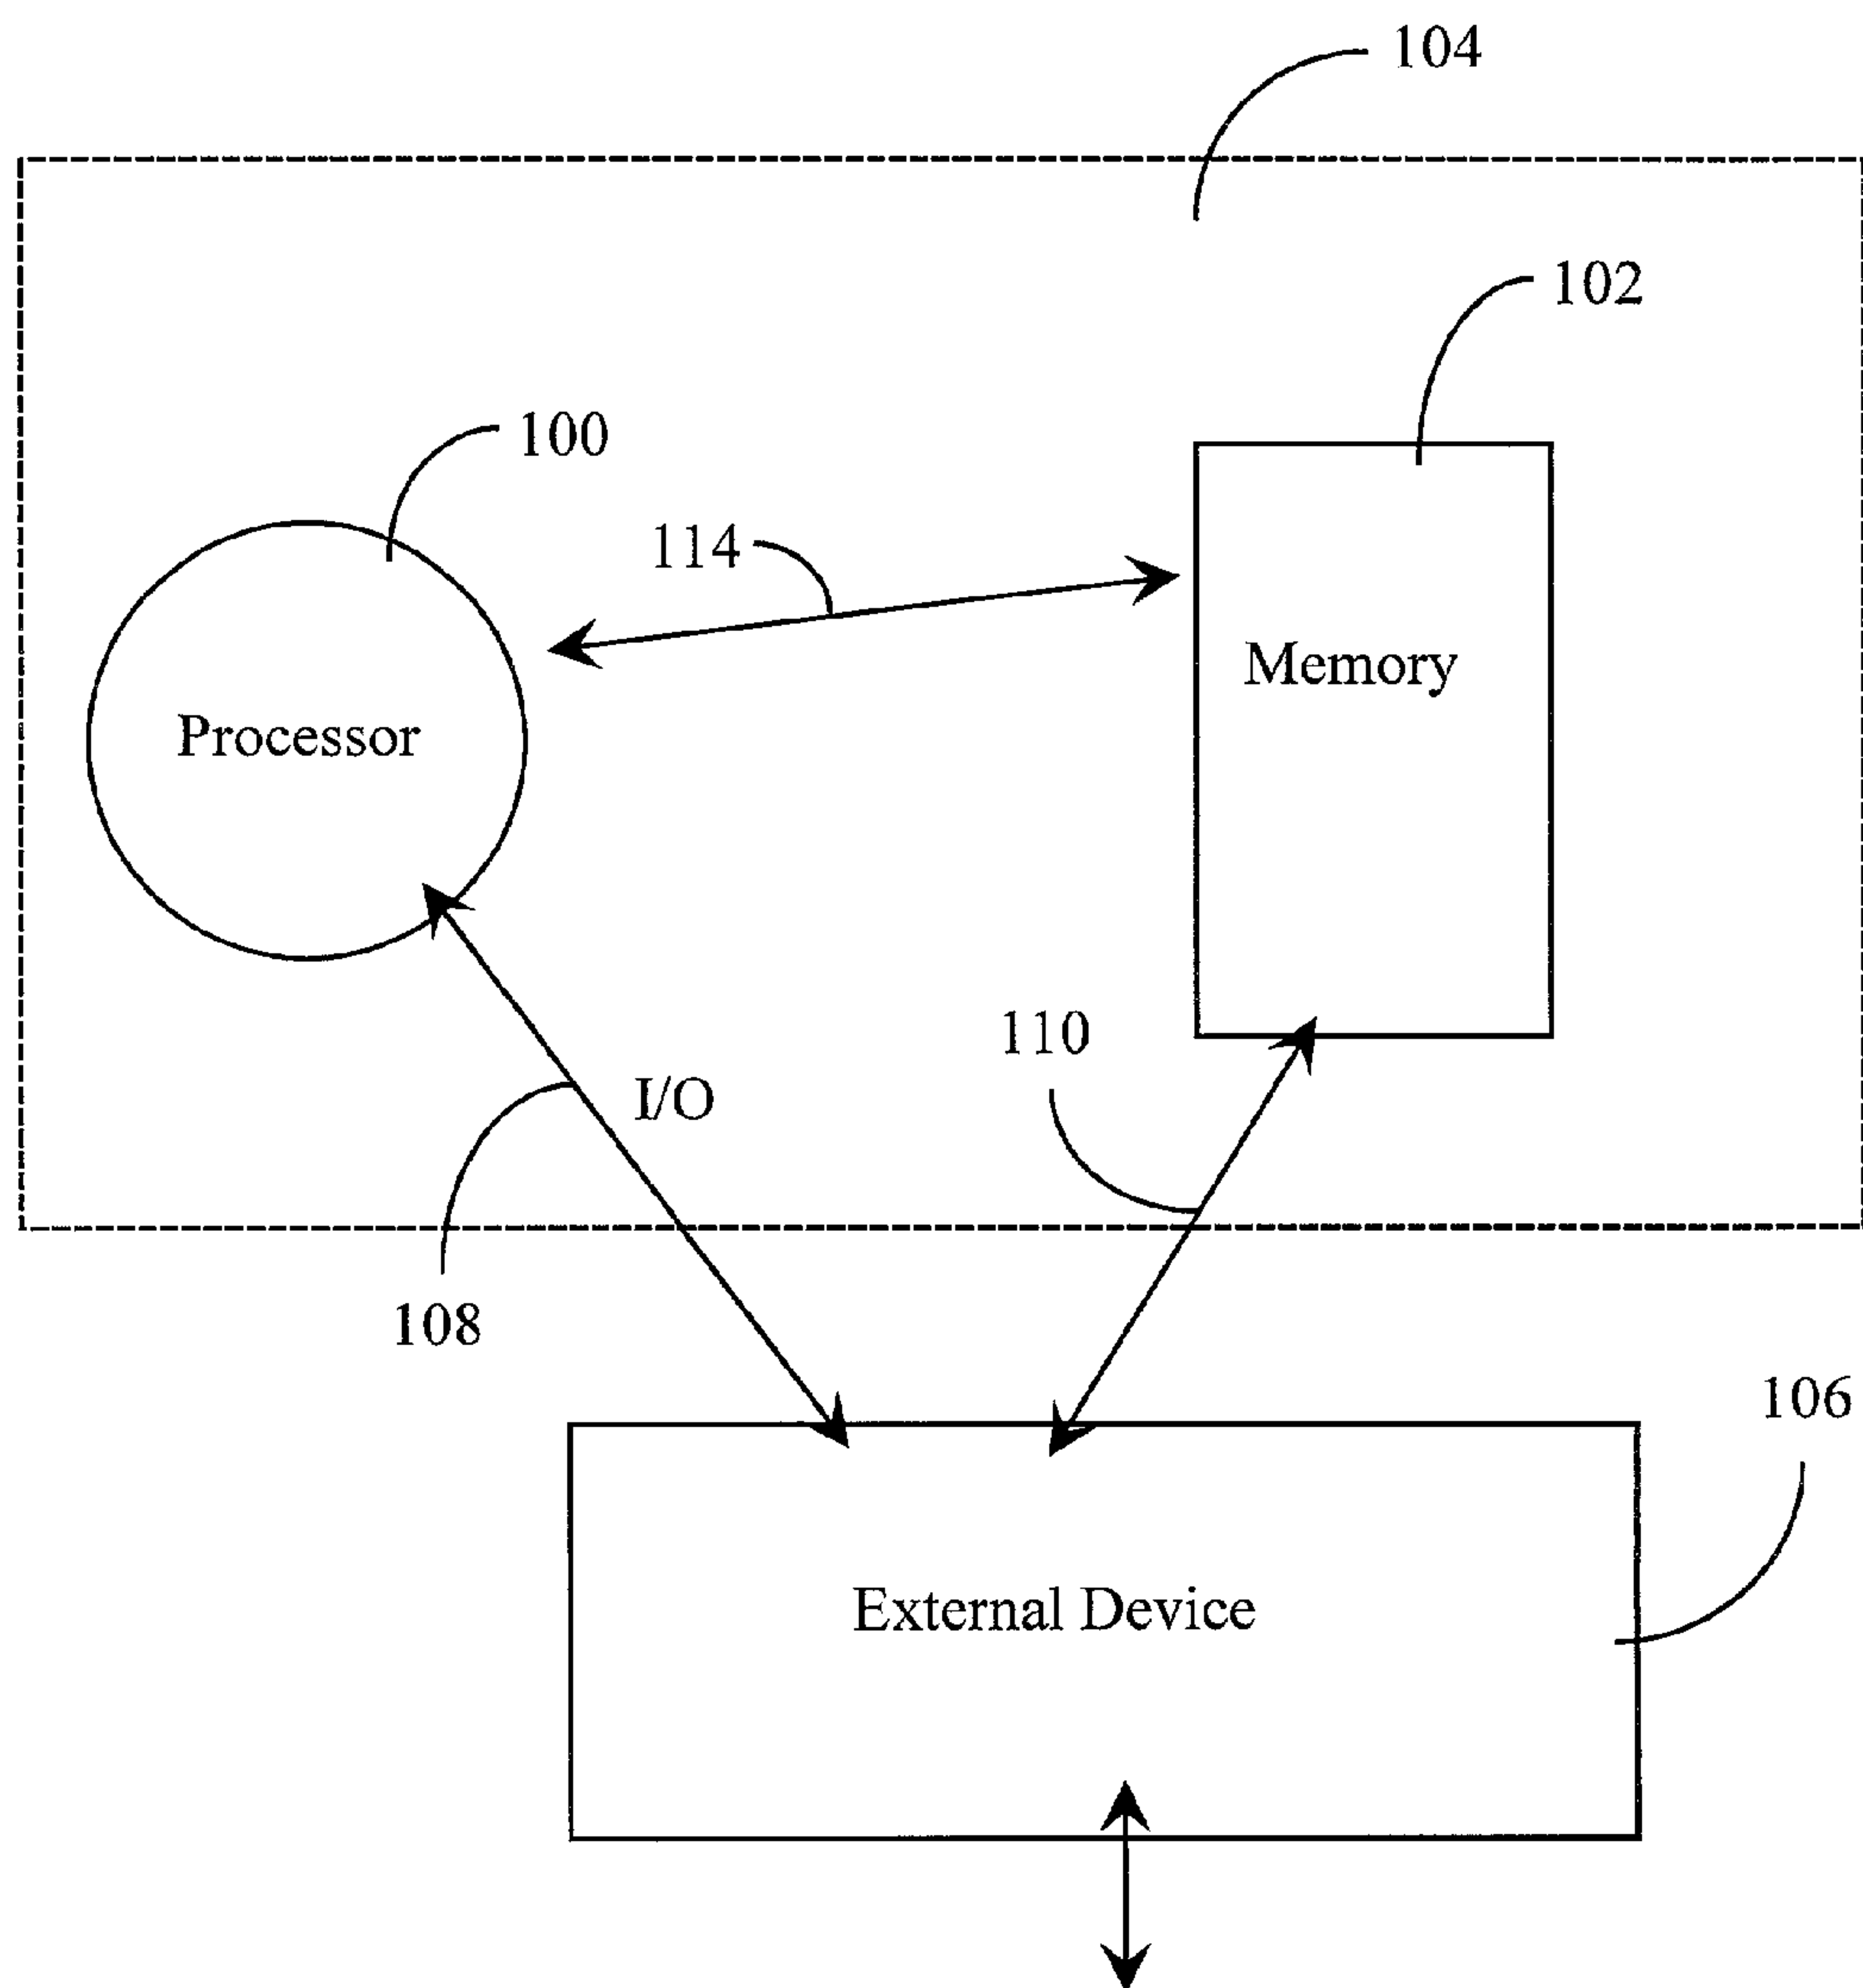 104
102
100
114
Memory
Processor
110
I/O
108
106
External Device